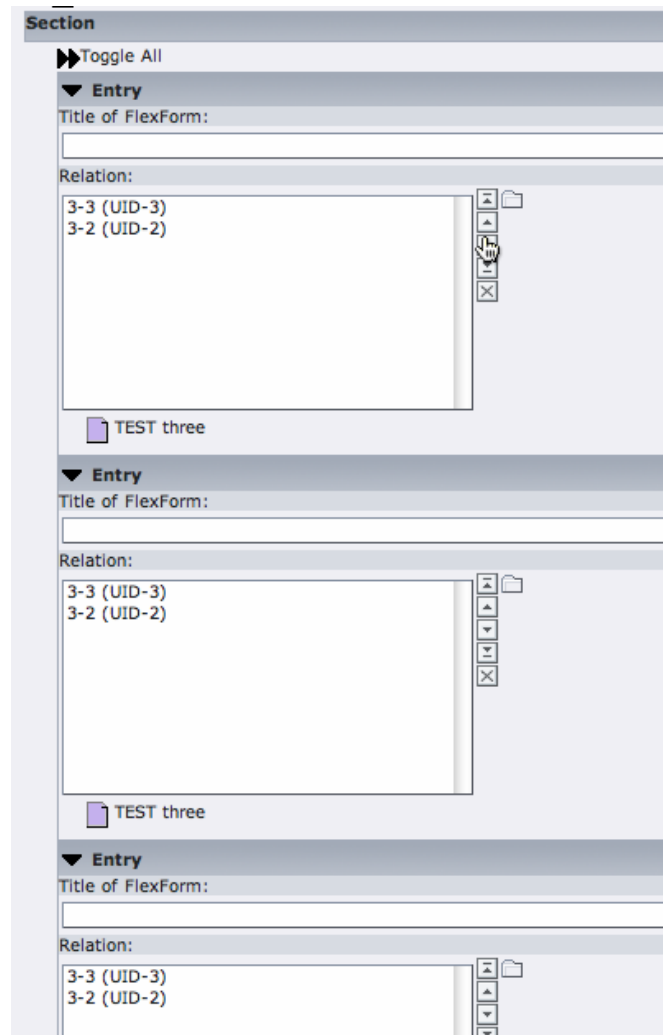 Section
Toggle All
Entry
Title of FlexForm:
Relation:
3-3 (UID-3)
3-2 (UID-2)
TEST three
Entry
Title of FlexForm:
Relation:
3-3 (UID-3)
3-2 (UID-2)
TEST three
Entry
Title of FlexForm:
Relation:
3-3 (UID-3)
3-2 (UID-2)